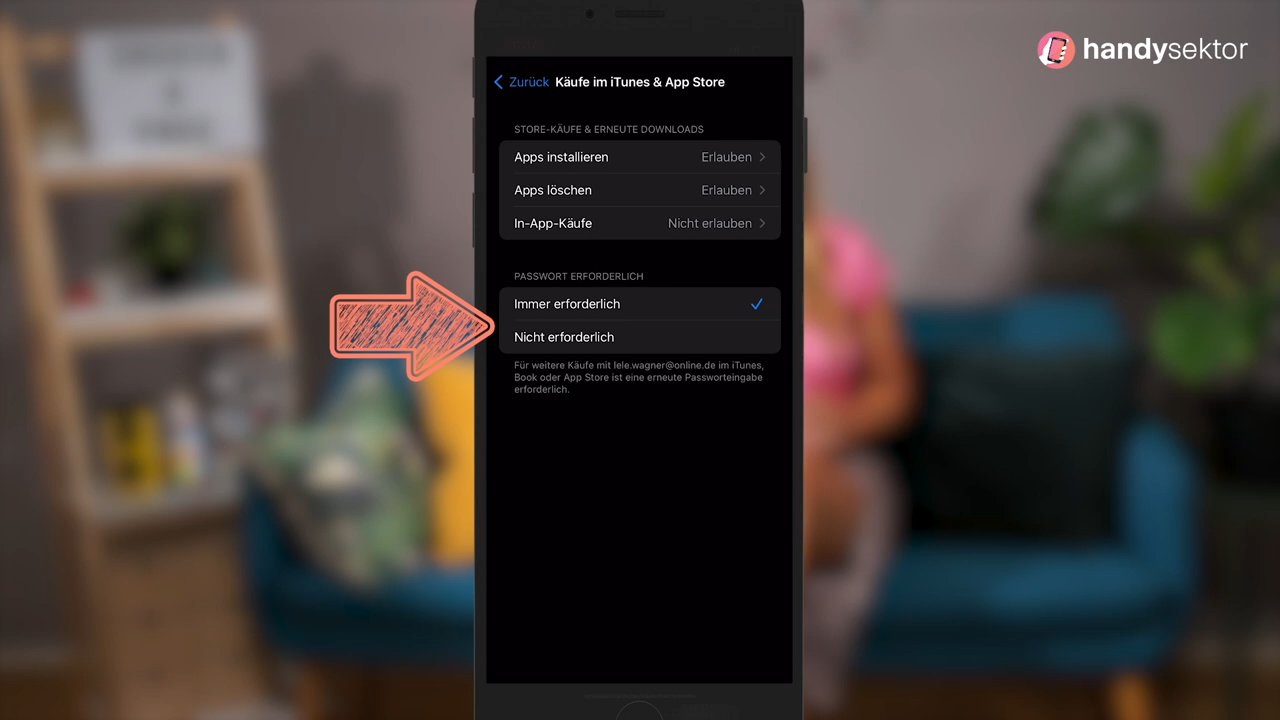 handysektor
Zurück Käufe im iTunes & App Store
STORE-KÄUFE & ERNEUTE DOWNLOADS
Apps installieren Erlauben
Apps löschen Erlauben
In-App-Käufe Nicht erlauben
PASSWORT ERFORDERLICH
Immer erforderlich
Nicht erforderlich
Für weitere Käufe mit lele.wagner@online.de im iTunes,
Book oder App Store ist eine erneute Passworteingabe
erforderlich.